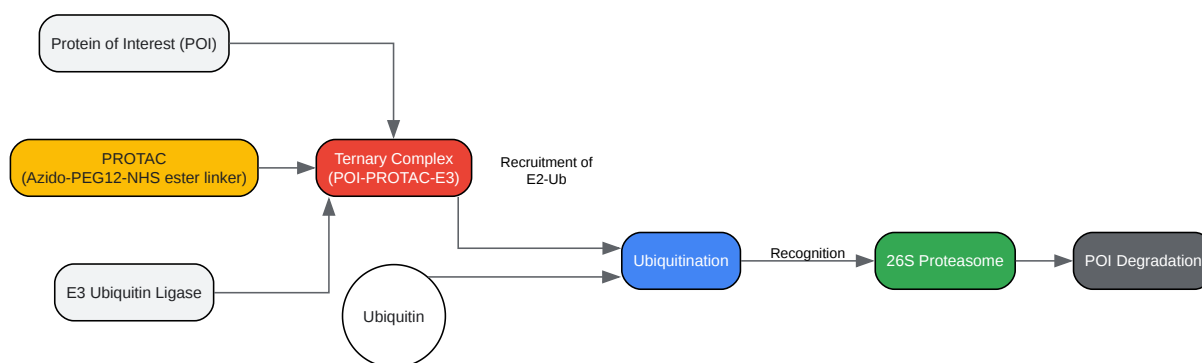 Protein of Interest (POI)
PROTAC
(Azido-PEG12-NHS ester linker)
Ternary Complex
(POI-PROTAC-E3)
Recruitment of
E2-Ub
E3 Ubiquitin Ligase
Ubiquitin
Ubiquitination
Recognition
26S Proteasome
POI Degradation